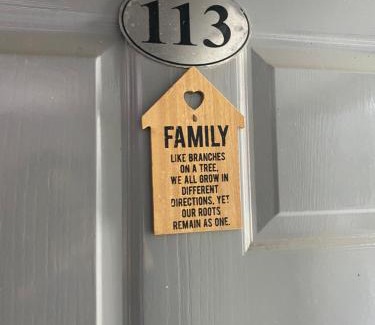 113
FAMILY
LIKE BRANCHES
ON A TREE,
WE ALL GROW IN
DIFFERENT
DIRECTIONS, YET
OUR ROOTS
REMAIN AS ONE.